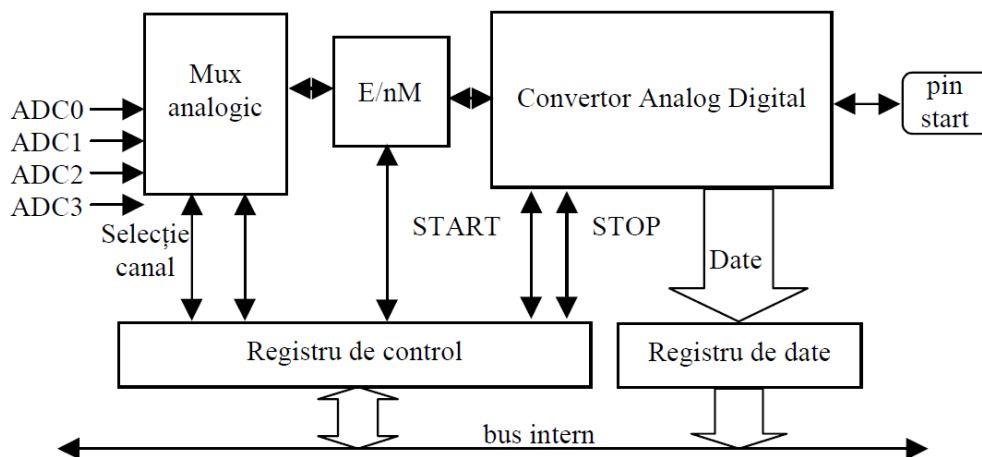 Mux
analogic
E/nM
Convertor Analog Digital
pin
start
ADC0
ADC1
ADC2
ADC3
Selecție
canal
START
STOP
Date
Registru de control
Registru de date
bus intern